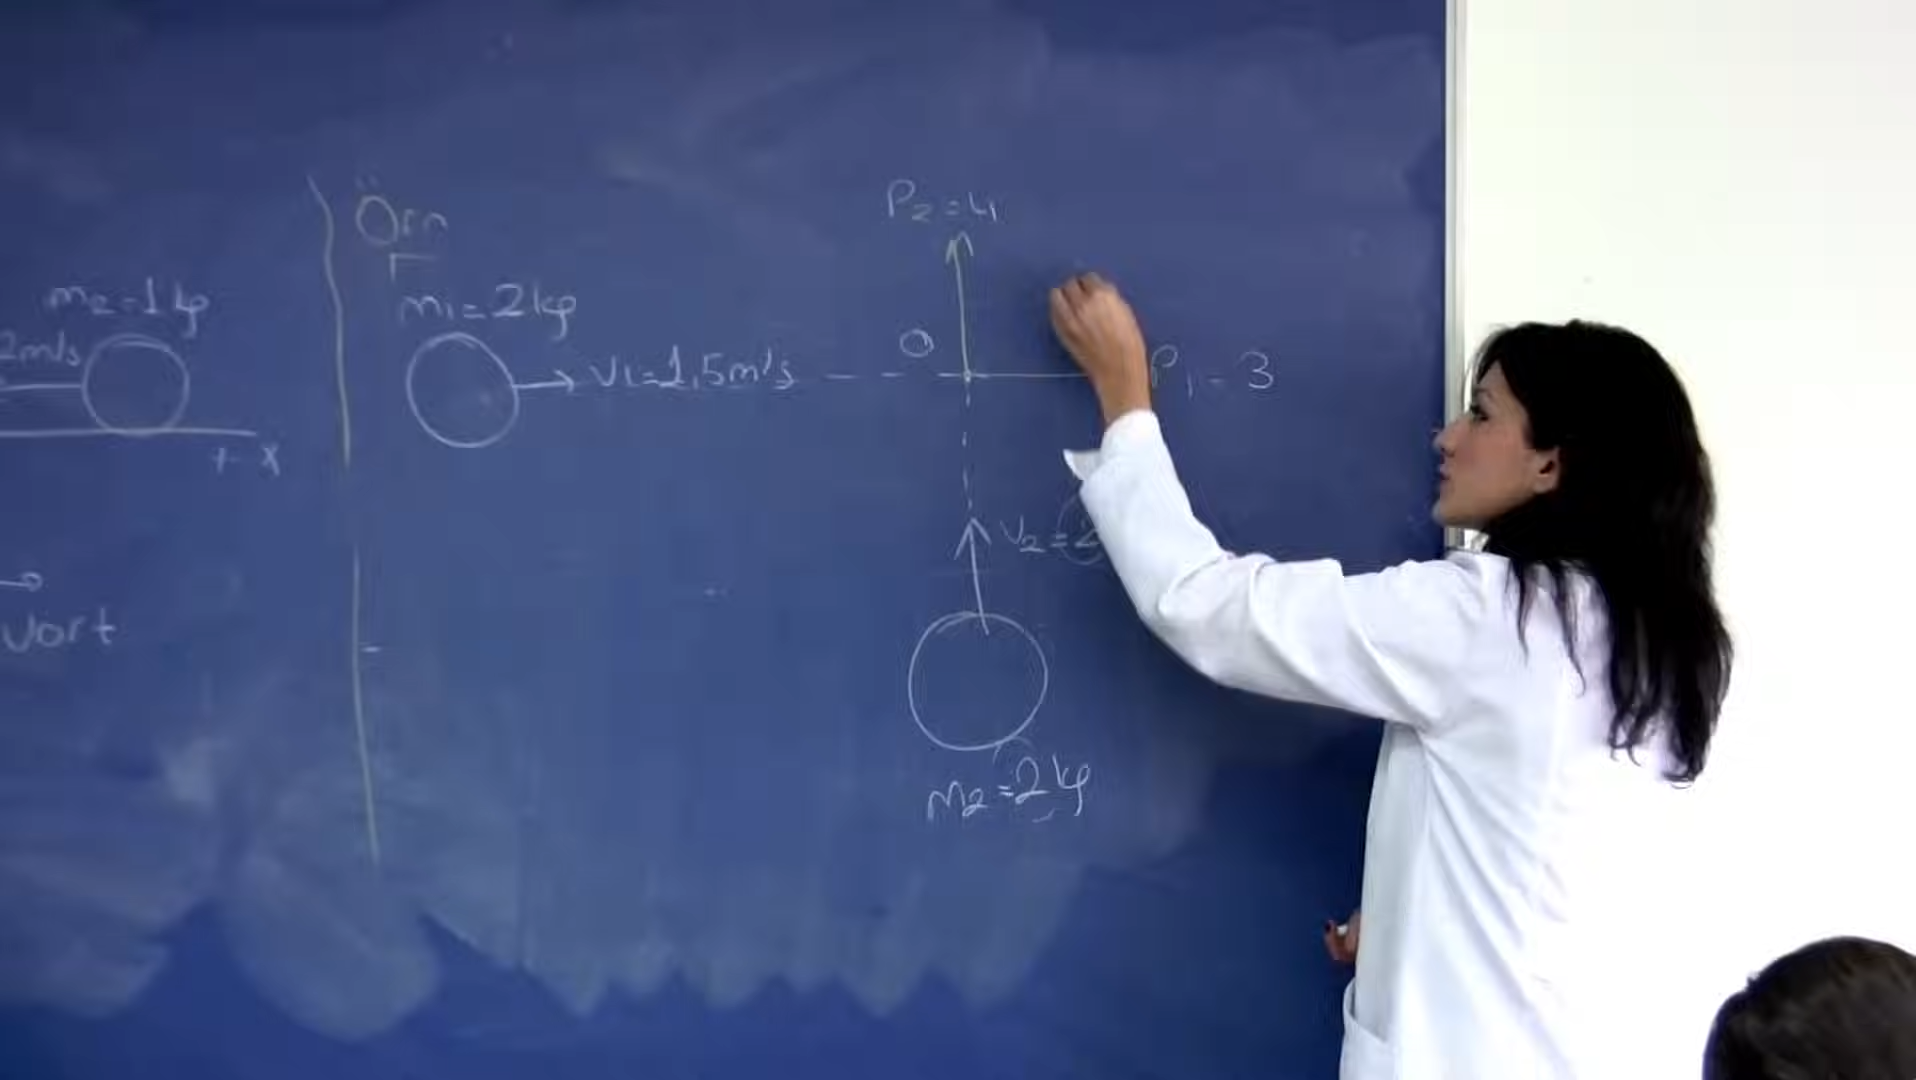 m2=1kg
2m/s
+x
Vort
Örn
m1=2kg
V1=1,5m/s
O
P2=4
P1=3
V2=2
m2=2kg